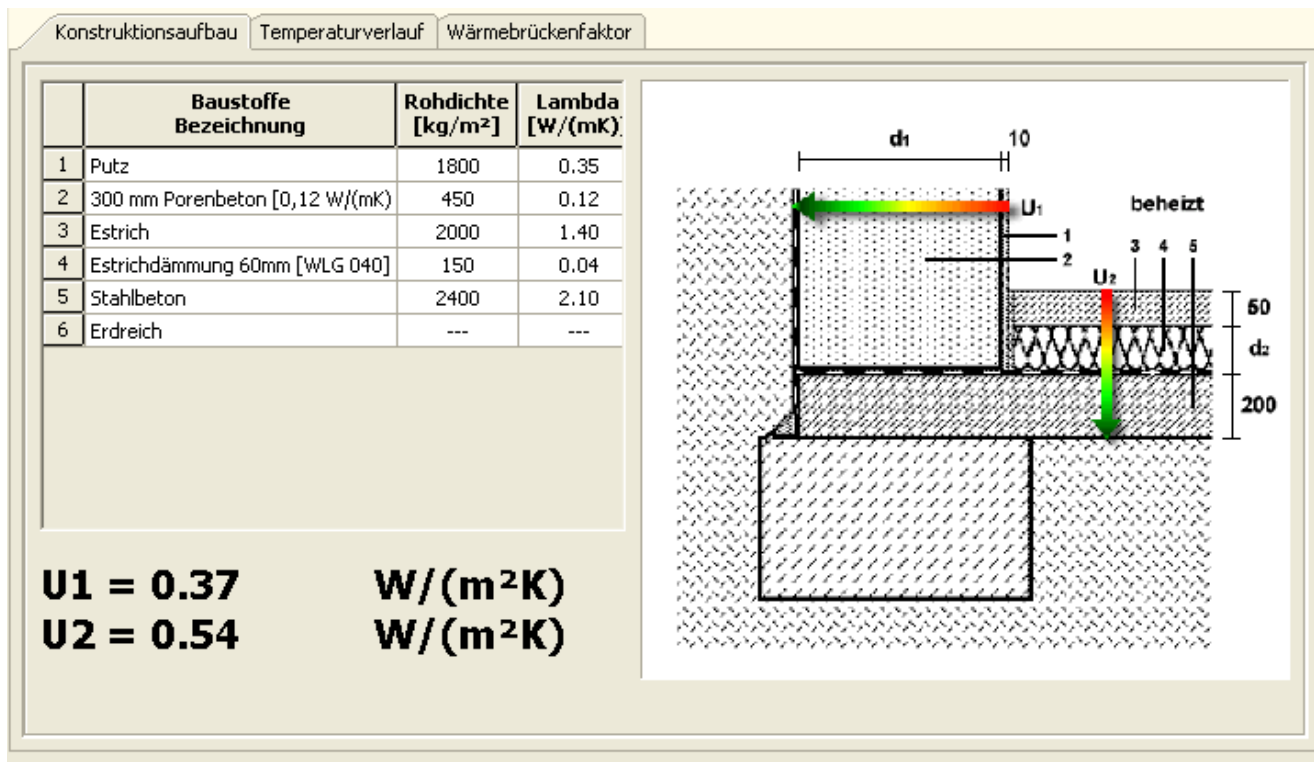 Konstruktionsaufbau Temperaturverlauf Wärmebrückenfaktor
Baustoffe Rohdichte Lambda
Bezeichnung [kg/m²] [W/(mK)]
1 Putz 1800 0.35
2 300 mm Porenbeton [0,12 W/(mK) 450 0.12
3 Estrich 2000 1.40
4 Estrichdämmung 60mm [WLG 040] 150 0.04
5 Stahlbeton 2400 2.10
6 Erdreich --- ---
U1 = 0.37 W/(m²K)
U2 = 0.54 W/(m²K)
d1 10
U1 beheizt
1
2
3 4 5
U2
50
d2
200